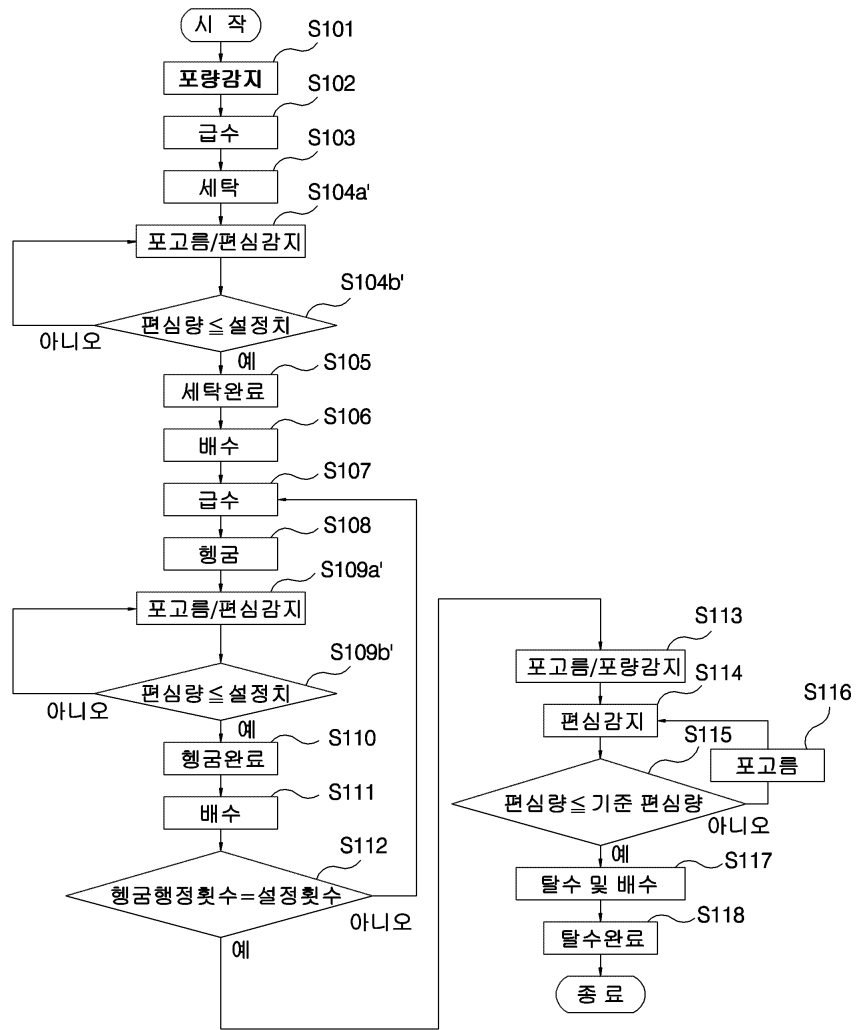 시 작
S101
포량감지
S102
급수
S103
세탁
S104a'
포고름/편심감지
S104b'
편심량≦설정치
아니오
예
S105
세탁완료
S106
배수
S107
급수
S108
헹굼
S109a'
포고름/편심감지
S109b'
편심량≦설정치
아니오
예
S110
헹굼완료
S111
배수
S112
헹굼행정횟수=설정횟수
아니오
예
S113
포고름/포량감지
S114
편심감지
S116
포고름
S115
편심량≦기준 편심량
아니오
예
S117
탈수 및 배수
S118
탈수완료
종 료